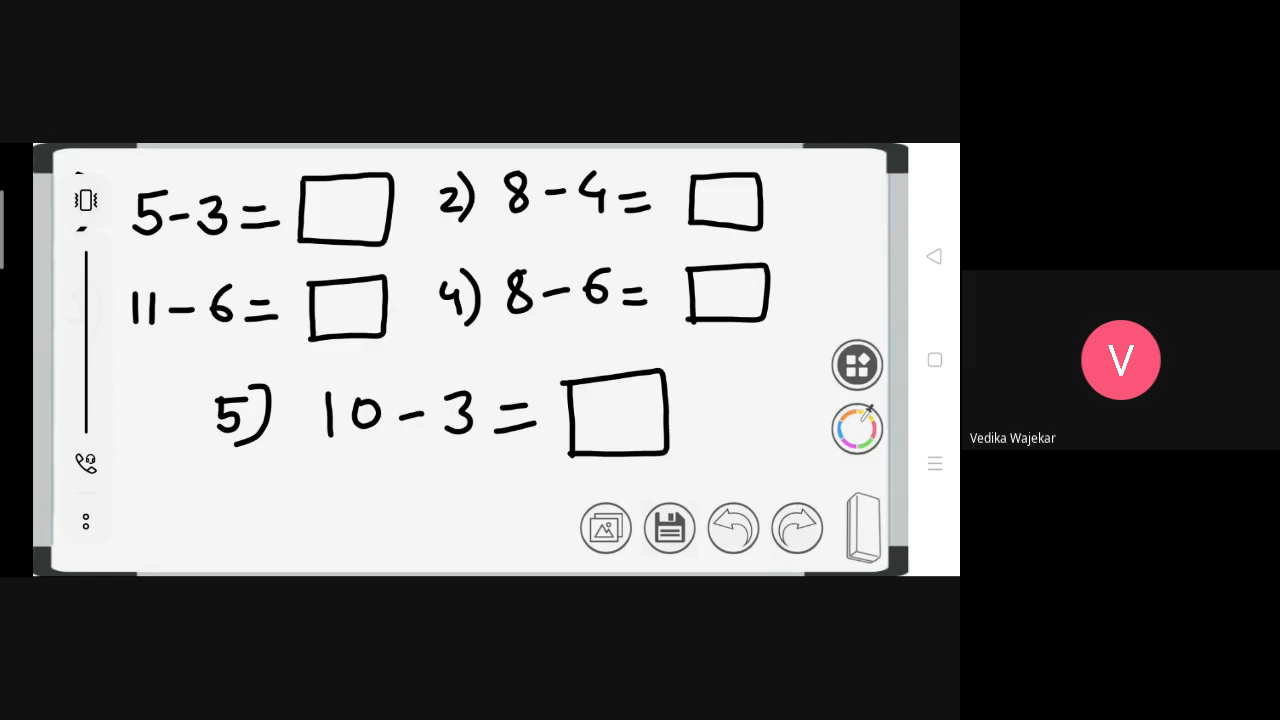 5-3= 2) 8-4=
11-6= 4) 8-6=
5) 10-3=
V
Vedika Wajekar